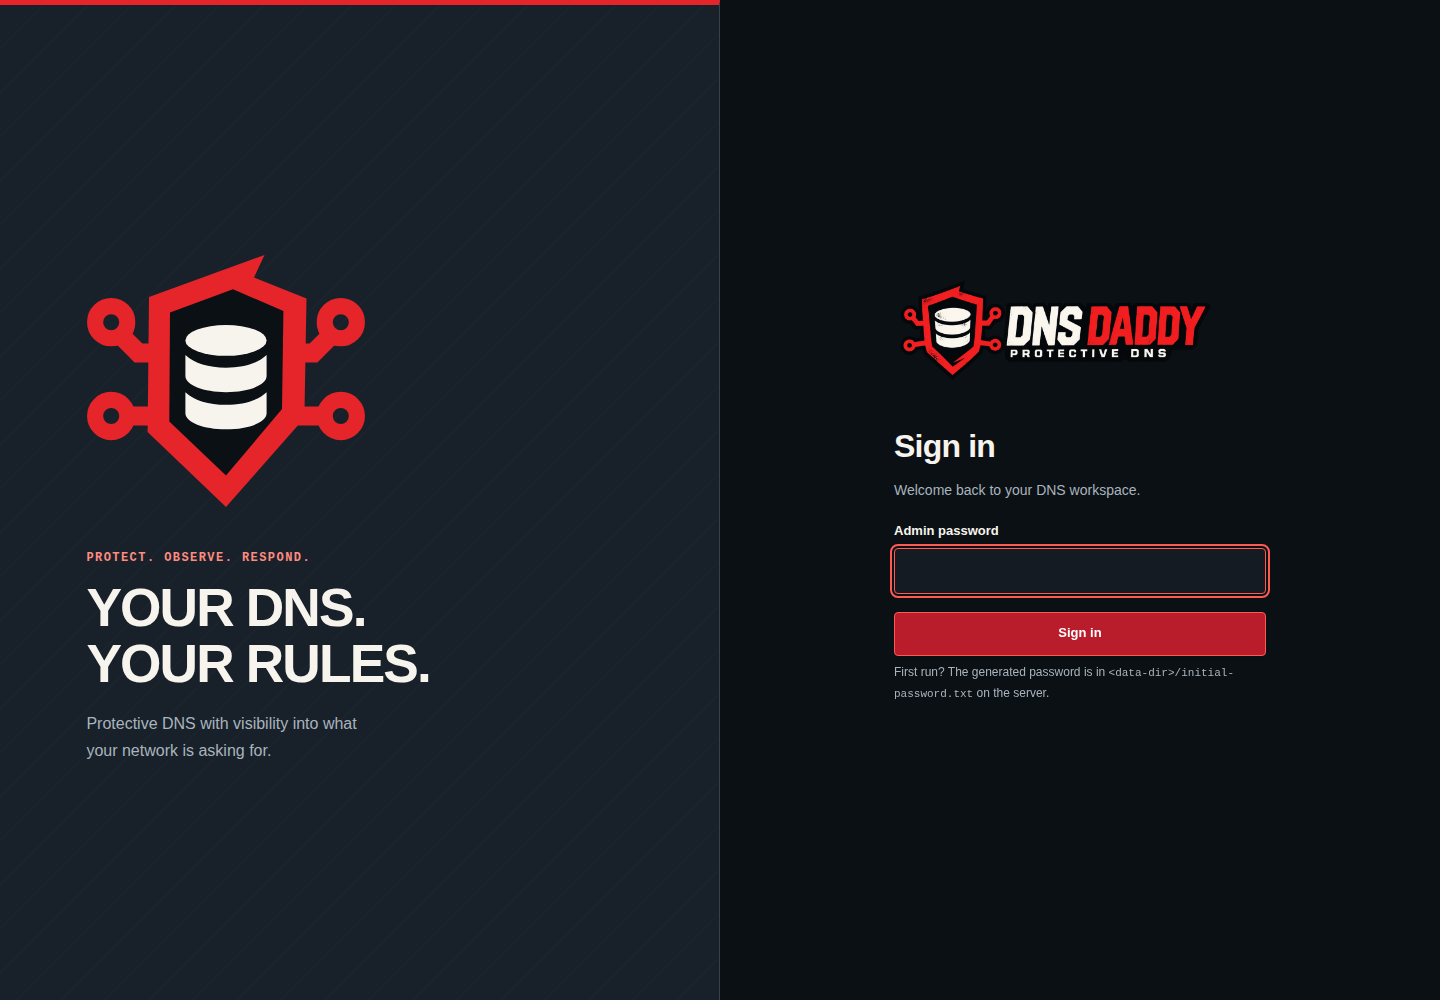 PROTECT. OBSERVE. RESPOND.
YOUR DNS.
YOUR RULES.
Protective DNS with visibility into what
your network is asking for.
DNS DADDY
PROTECTIVE DNS
Sign in
Welcome back to your DNS workspace.
Admin password
Sign in
First run? The generated password is in <data-dir>/initial-
password.txt on the server.